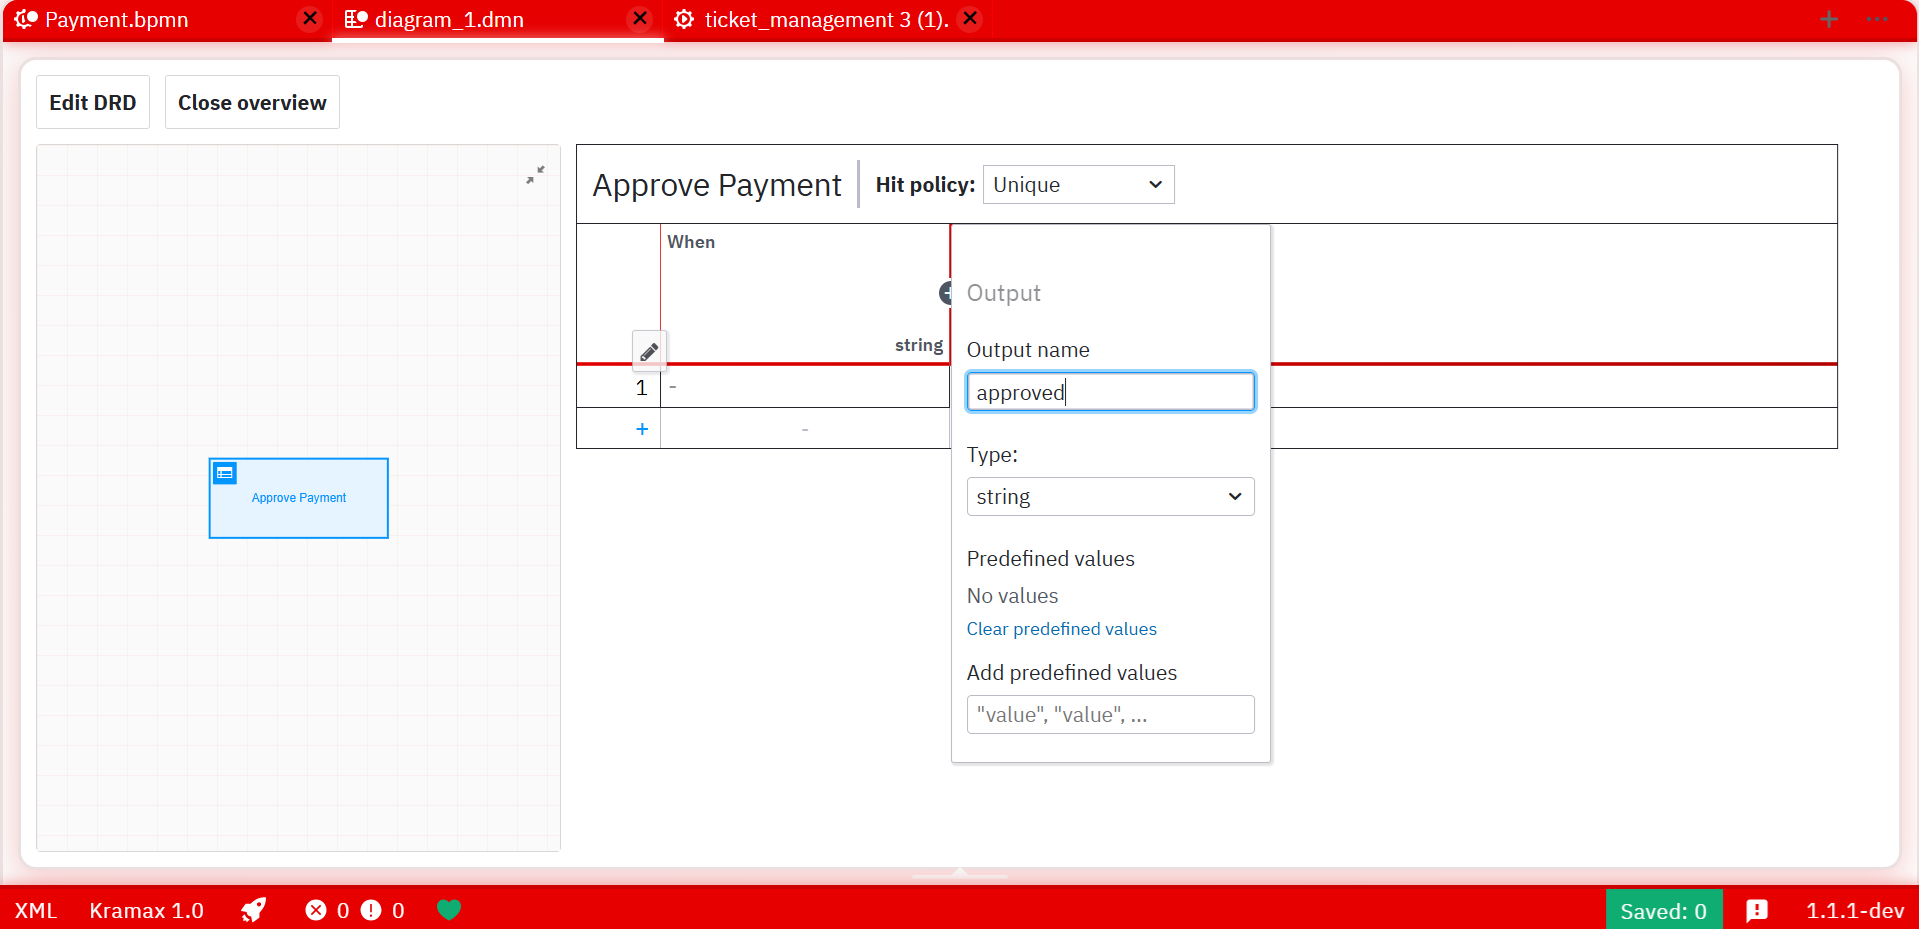 Payment.bpmn
diagram_1.dmn
ticket_management 3 (1).
Edit DRD
Close overview
Approve Payment
Approve Payment
Hit policy:
Unique
When
string
1
-
+
-
Output
Output name
approved
Type:
string
Predefined values
No values
Clear predefined values
Add predefined values
"value", "value", ...
XML
Kramax 1.0
0
0
Saved: 0
1.1.1-dev